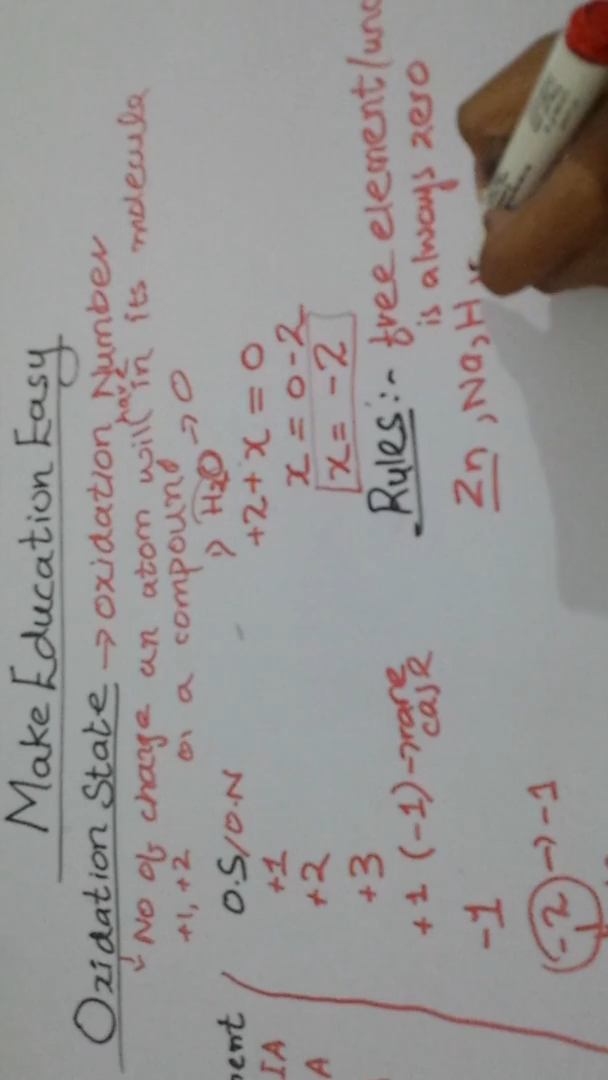 Make Education Easy
Oxidation State → Oxidation Number
No of charge an atom will have in its molecule
+1, +2 or a compound
1) H2O → 0
+2+x = 0
x = 0-2
x = -2
Rules:- free element/
is always zero
Zn, Na, H
O.S/O.N
IA +1
A +2
+3
+1 (-1) → rare case
-1
(-2) → -1